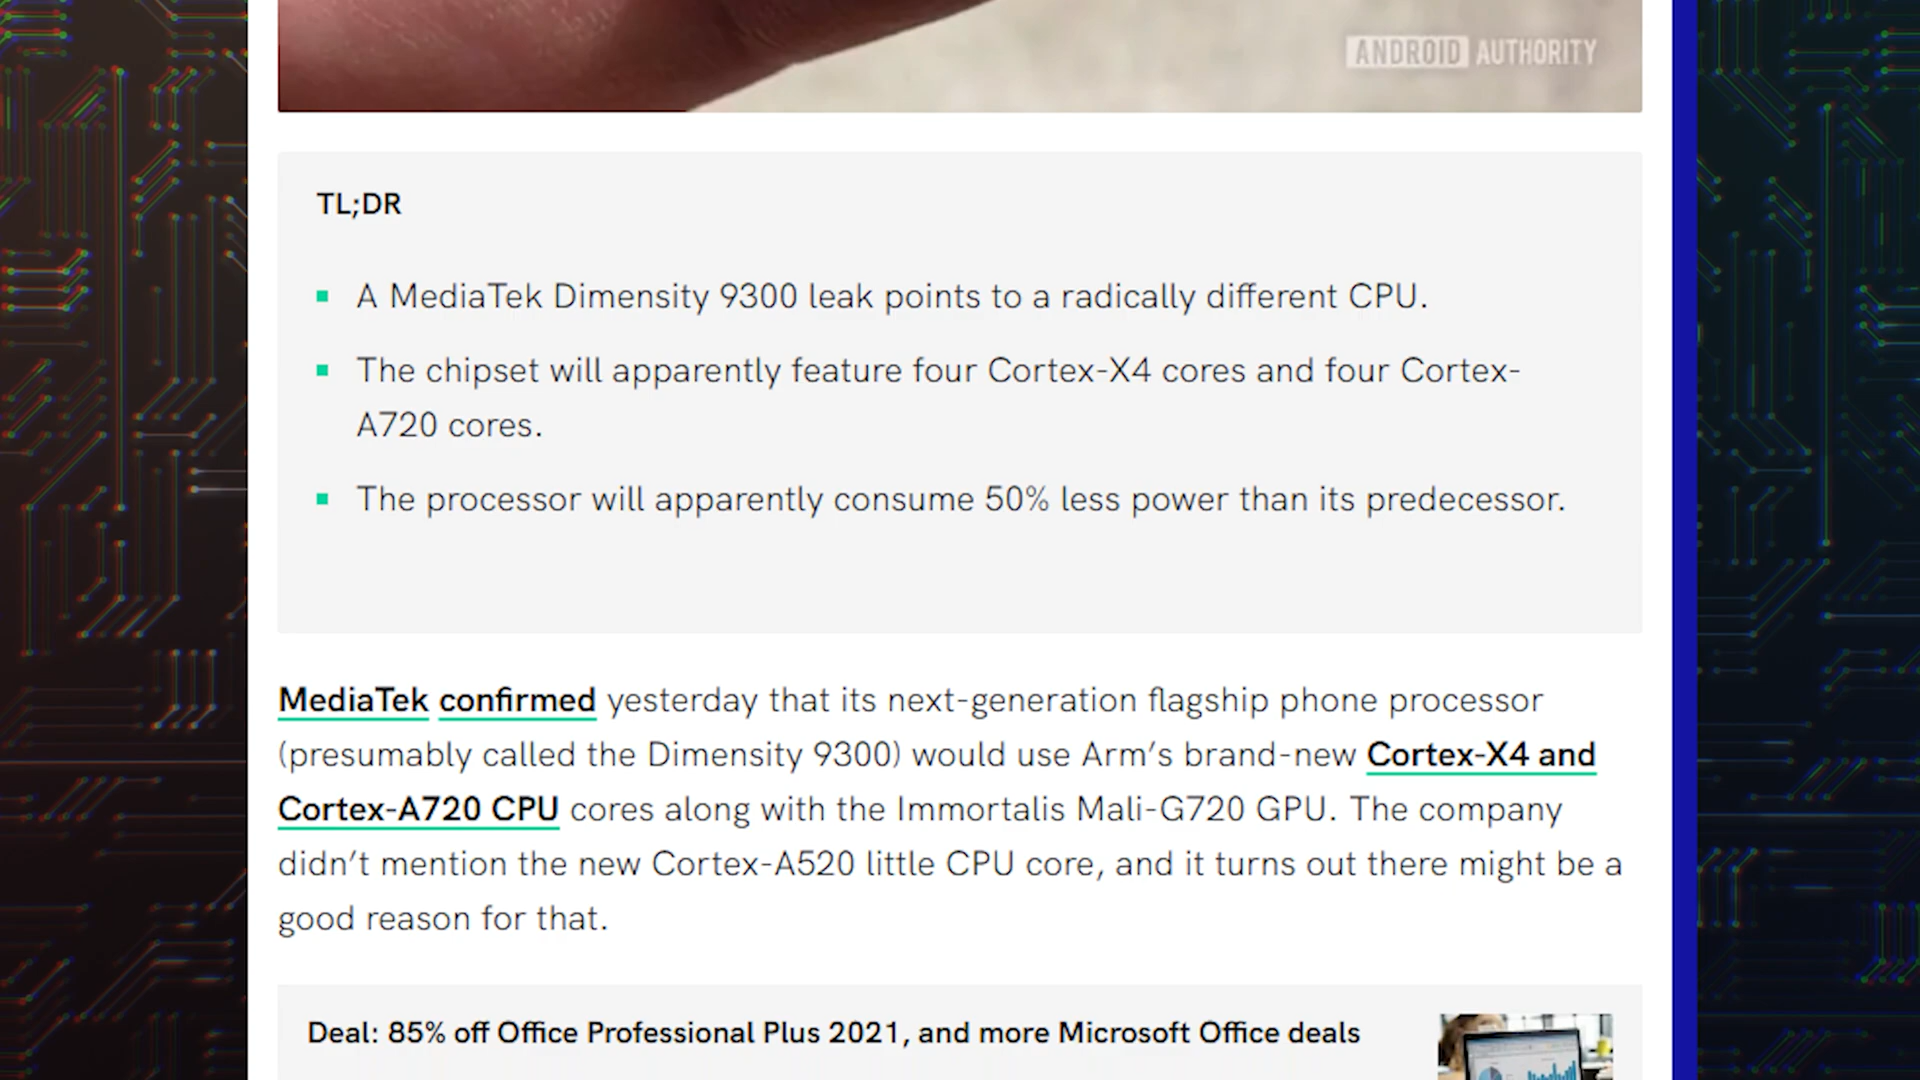 ANDROID AUTHORITY
TL;DR
A MediaTek Dimensity 9300 leak points to a radically different CPU.
The chipset will apparently feature four Cortex-X4 cores and four Cortex-
A720 cores.
The processor will apparently consume 50% less power than its predecessor.
MediaTek confirmed yesterday that its next-generation flagship phone processor
(presumably called the Dimensity 9300) would use Arm’s brand-new Cortex-X4 and
Cortex-A720 CPU cores along with the Immortalis Mali-G720 GPU. The company
didn’t mention the new Cortex-A520 little CPU core, and it turns out there might be a
good reason for that.
Deal: 85% off Office Professional Plus 2021, and more Microsoft Office deals